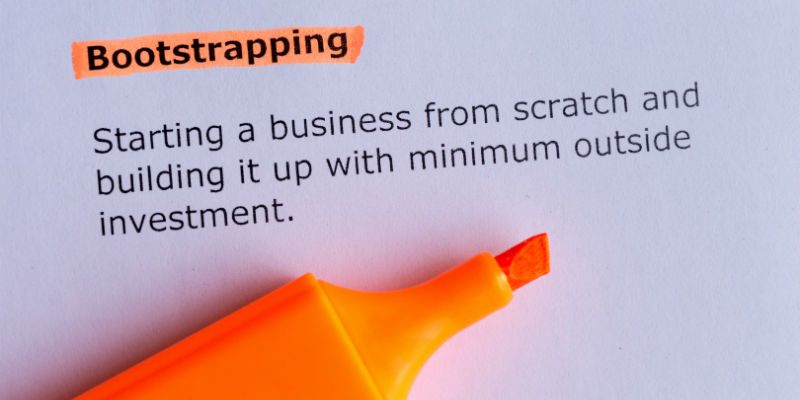 Bootstrapping
Starting a business from scratch and
building it up with minimum outside
investment.